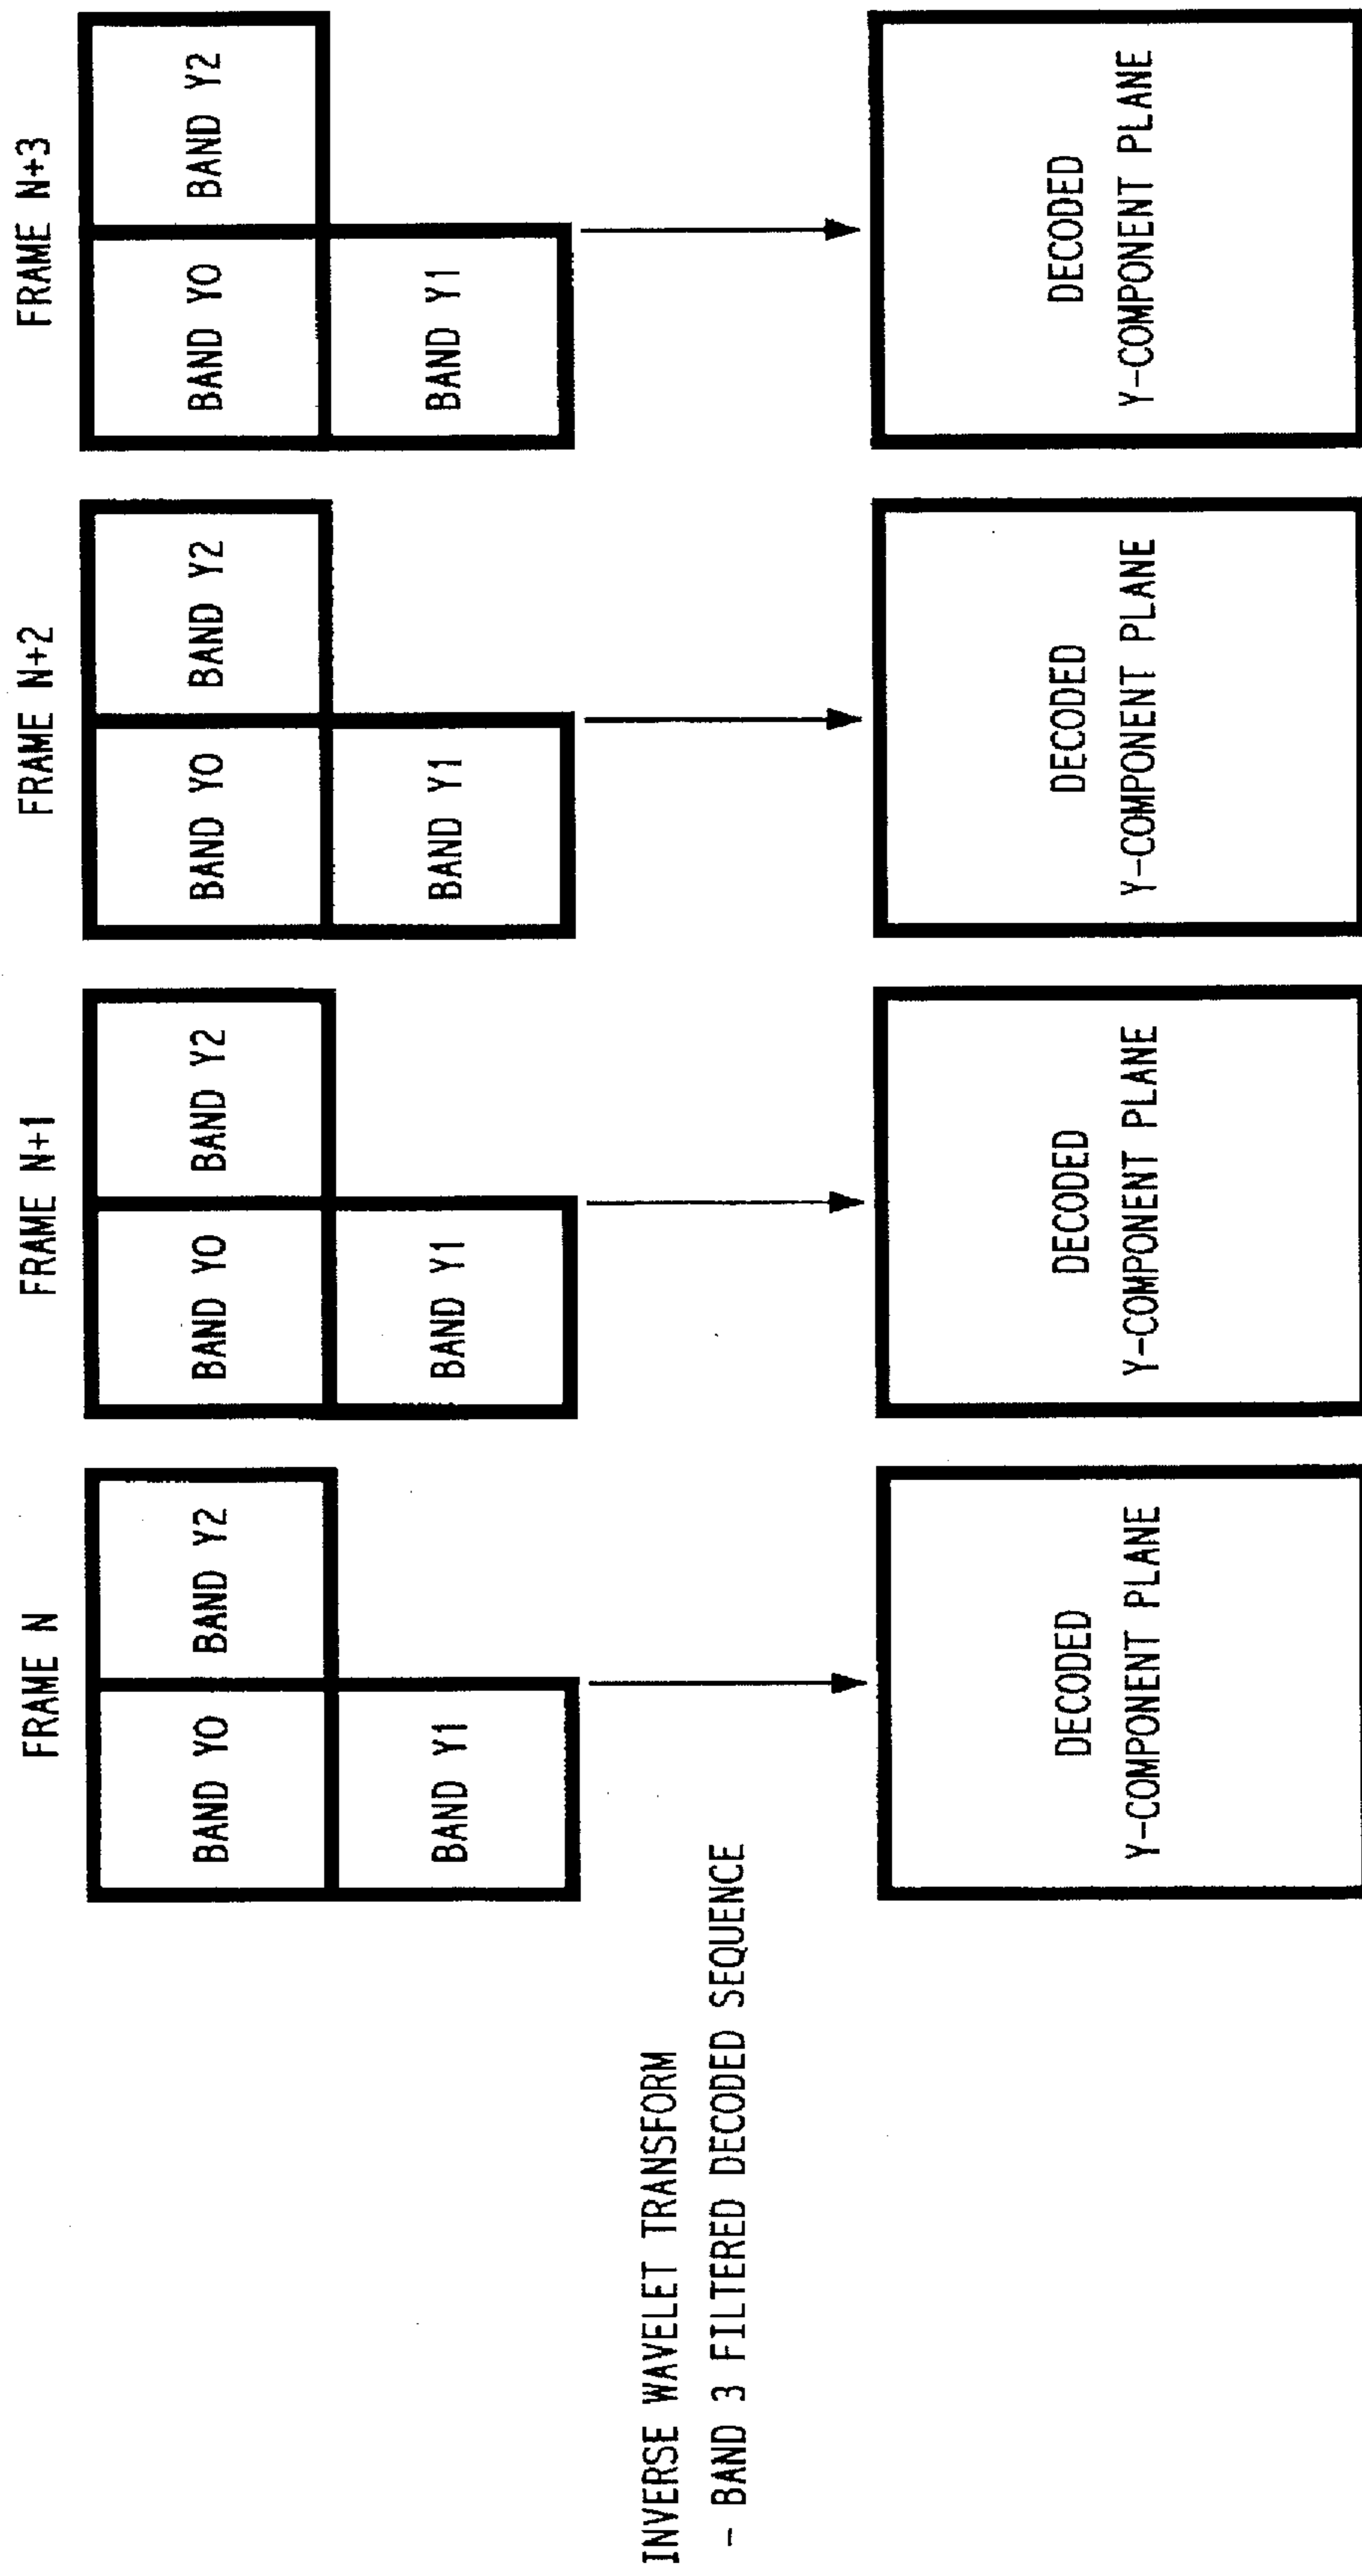 FRAME N
FRAME N+1
FRAME N+2
FRAME N+3
BAND Y0
BAND Y2
BAND Y0
BAND Y2
BAND Y0
BAND Y2
BAND Y0
BAND Y2
BAND Y1
BAND Y1
BAND Y1
BAND Y1
INVERSE WAVELET TRANSFORM
- BAND 3 FILTERED DECODED SEQUENCE
DECODED
Y-COMPONENT PLANE
DECODED
Y-COMPONENT PLANE
DECODED
Y-COMPONENT PLANE
DECODED
Y-COMPONENT PLANE